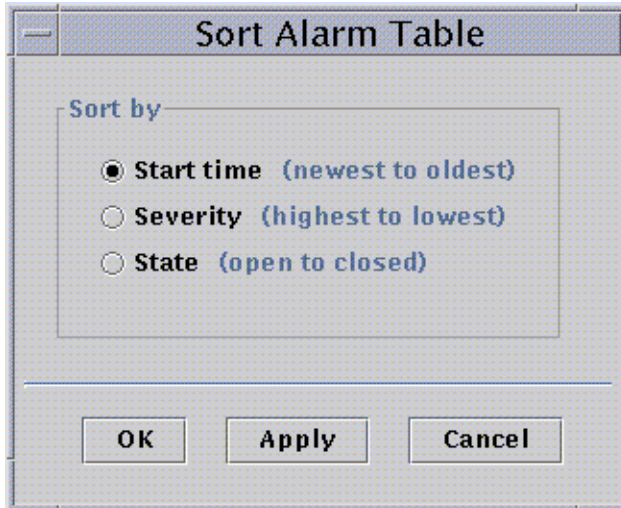 Sort Alarm Table
Sort by
Start time (newest to oldest)
Severity (highest to lowest)
State (open to closed)
OK Apply Cancel